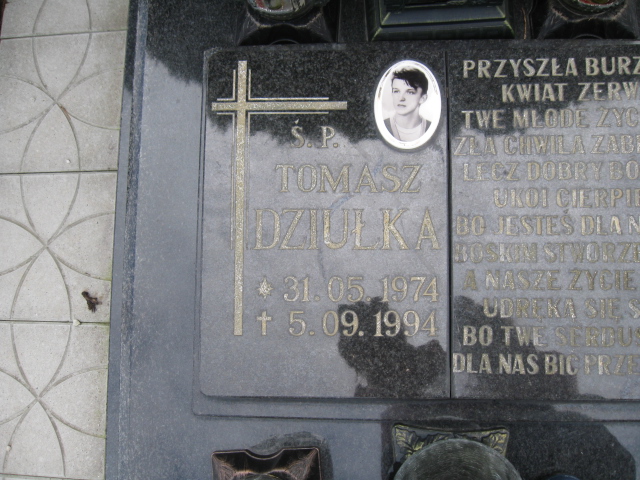 Ś.P.
TOMASZ
DZIUŁKA
31.05.1974
5.09.1994
PRZYSZŁA BURZ
KWIAT ZERW
TWE MŁODE ŻYC
ZŁA CHWILA ZAB
LECZ DOBRY BO
UKOI CIERPI
BO JESTEŚ DLA N
BOSKIM STWORZE
A NASZE ŻYCIE
UDRĘKĄ SIĘ S
BO TWE SERDUS
DLA NAS BIĆ PRZE